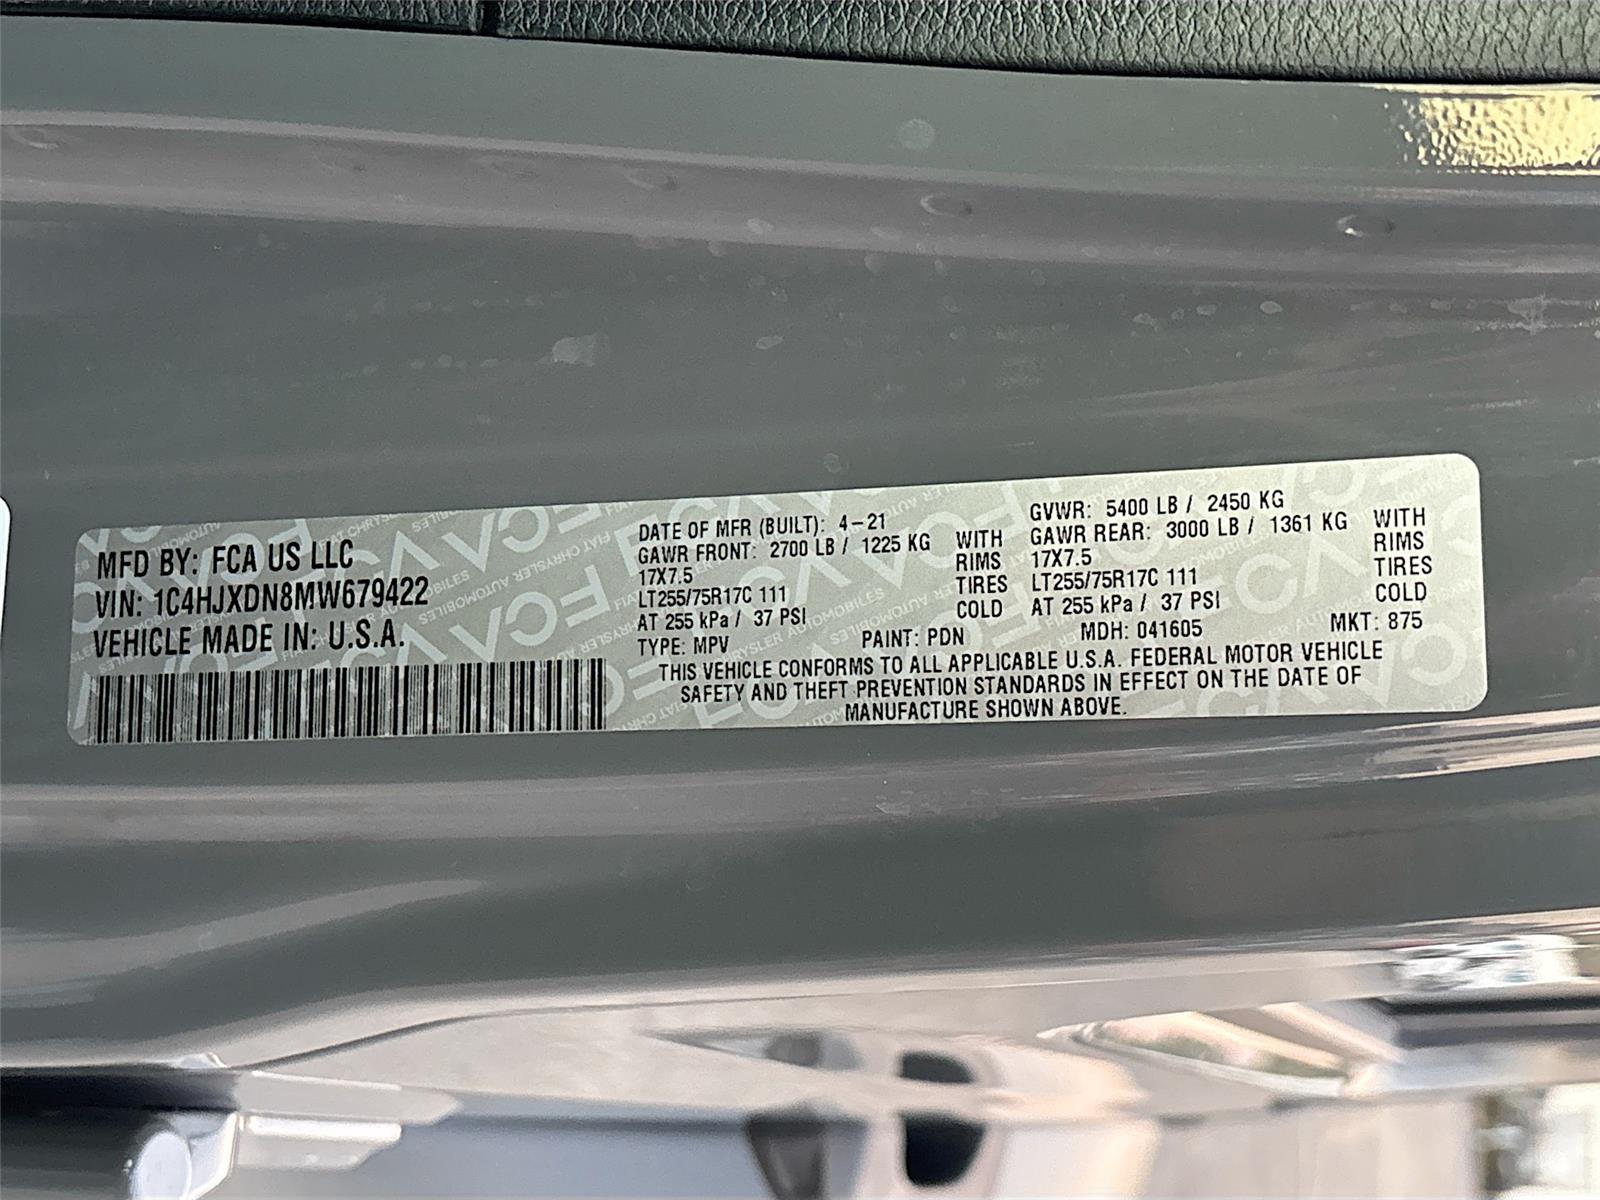 MFD BY: FCA US LLC
VIN: 1C4HJXDN8MW679422
VEHICLE MADE IN: U.S.A.
DATE OF MFR (BUILT): 4-21
GAWR FRONT: 2700 LB / 1225 KG WITH
17X7.5 RIMS
LT255/75R17C 111 TIRES
AT 255 kPa / 37 PSI COLD
GVWR: 5400 LB / 2450 KG
GAWR REAR: 3000 LB / 1361 KG WITH
17X7.5 RIMS
LT255/75R17C 111 TIRES
AT 255 kPa / 37 PSI COLD
TYPE: MPV PAINT: PDN MDH: 041605 MKT: 875
THIS VEHICLE CONFORMS TO ALL APPLICABLE U.S.A. FEDERAL MOTOR VEHICLE
SAFETY AND THEFT PREVENTION STANDARDS IN EFFECT ON THE DATE OF
MANUFACTURE SHOWN ABOVE.